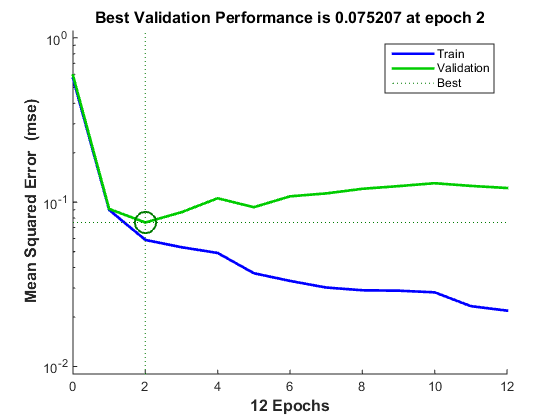 Best Validation Performance is 0.075207 at epoch 2
Train
Validation
Best
Mean Squared Error (mse)
10^0
10^-1
10^-2
0 2 4 6 8 10 12
12 Epochs